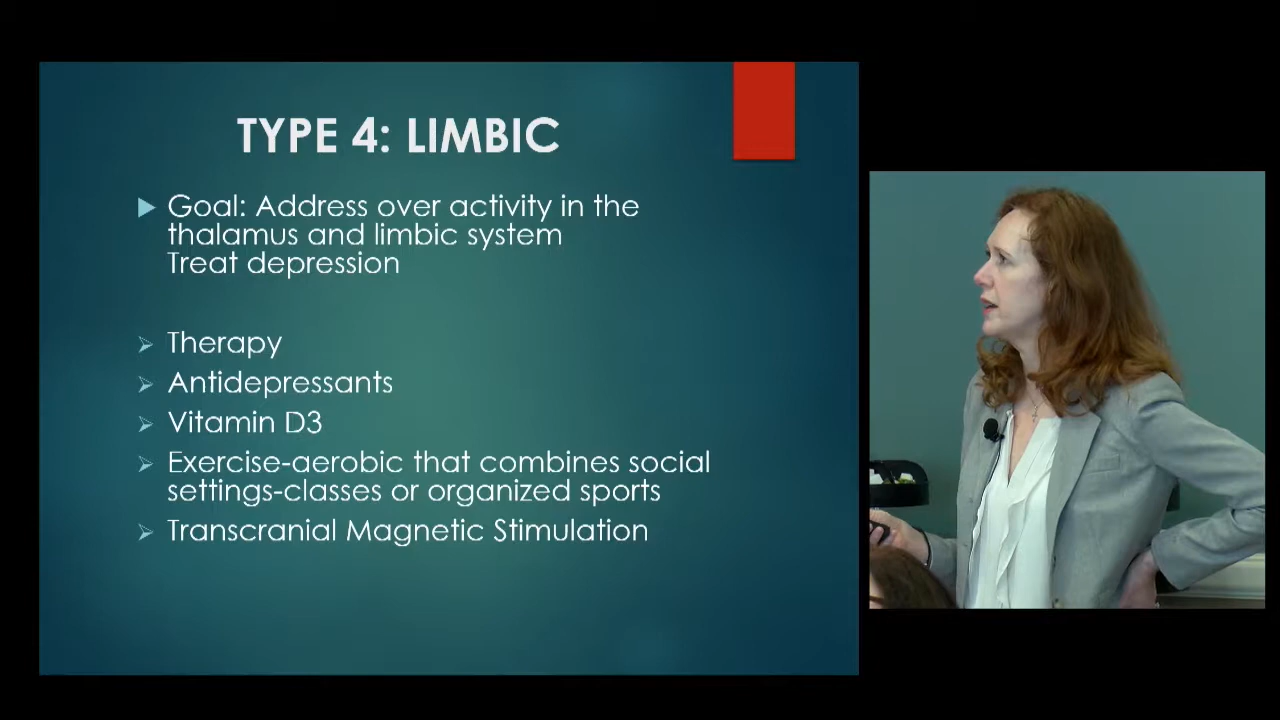 TYPE 4: LIMBIC
Goal: Address over activity in the
thalamus and limbic system
Treat depression
Therapy
Antidepressants
Vitamin D3
Exercise-aerobic that combines social
settings-classes or organized sports
Transcranial Magnetic Stimulation